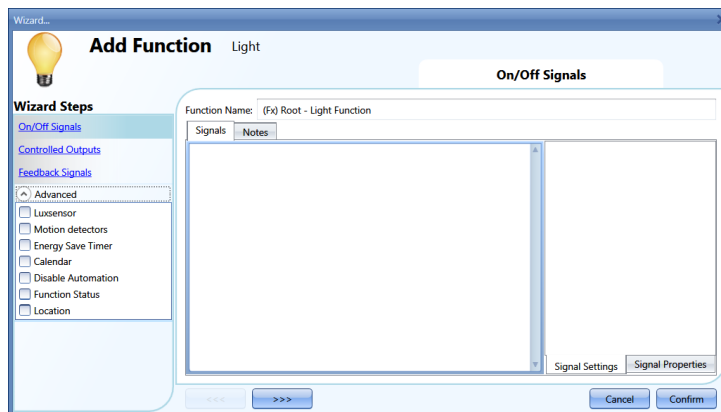 Wizard...
Add Function Light
On/Off Signals
Wizard Steps
On/Off Signals
Controlled Outputs
Feedback Signals
Advanced
Luxsensor
Motion detectors
Energy Save Timer
Calendar
Disable Automation
Function Status
Location
Function Name: (Fx) Root - Light Function
Signals Notes
Signal Settings Signal Properties
<<< >>> Cancel Confirm